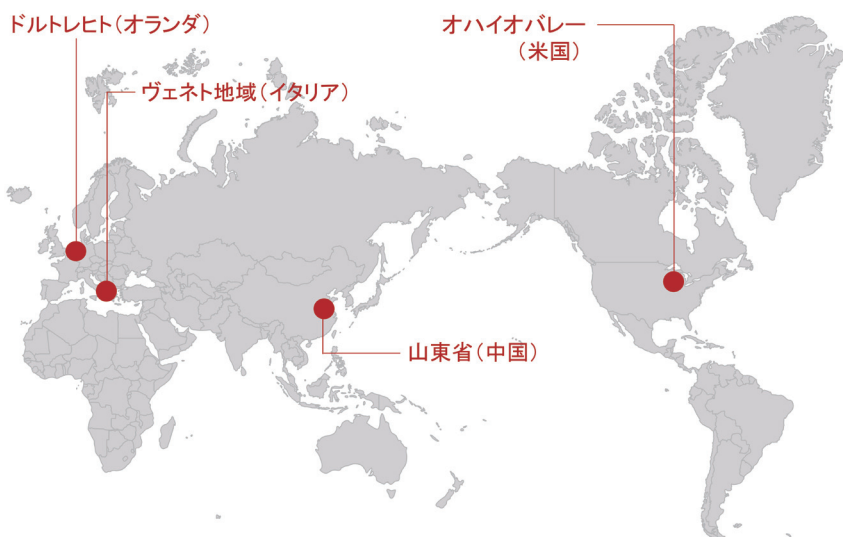 ドルトレヒト（オランダ）
オハイオバレー
（米国）
ヴェネト地域（イタリア）
山東省（中国）